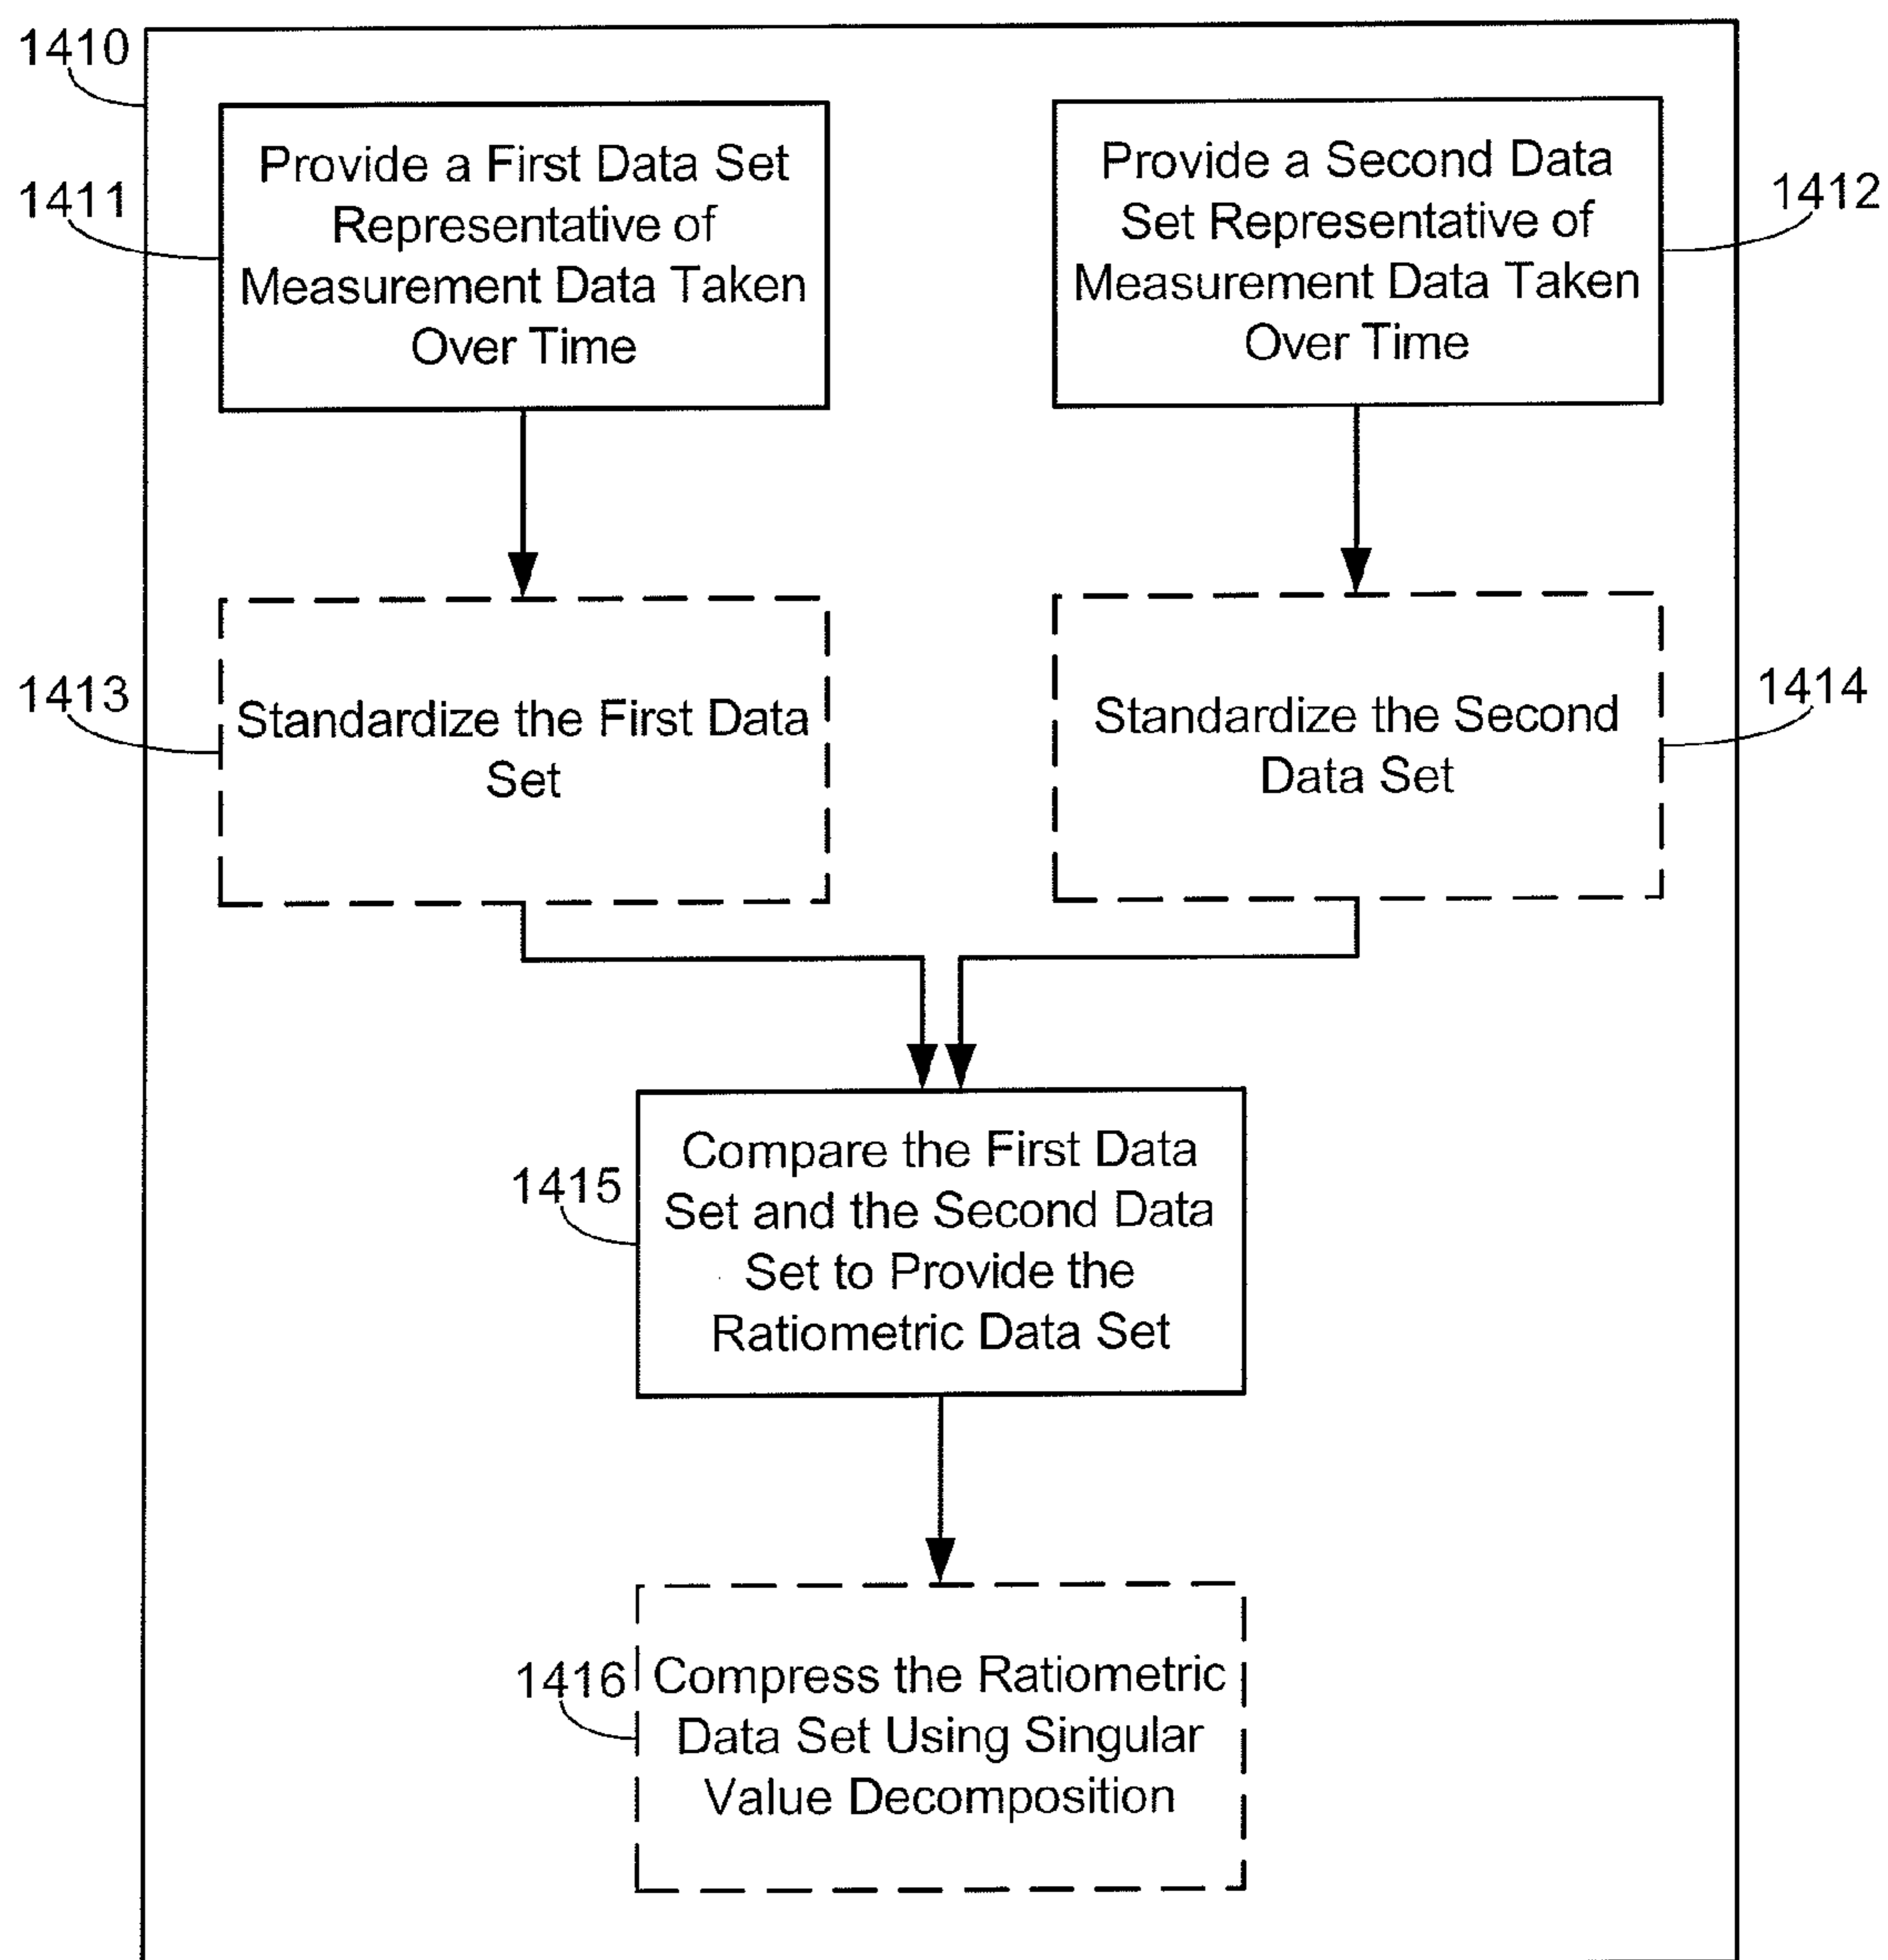 1410
Provide a First Data Set
Representative of
Measurement Data Taken
Over Time
1411
Provide a Second Data
Set Representative of
Measurement Data Taken
Over Time
1412
Standardize the First Data
Set
1413
Standardize the Second
Data Set
1414
Compare the First Data
Set and the Second Data
Set to Provide the
Ratiometric Data Set
1415
Compress the Ratiometric
Data Set Using Singular
Value Decomposition
1416